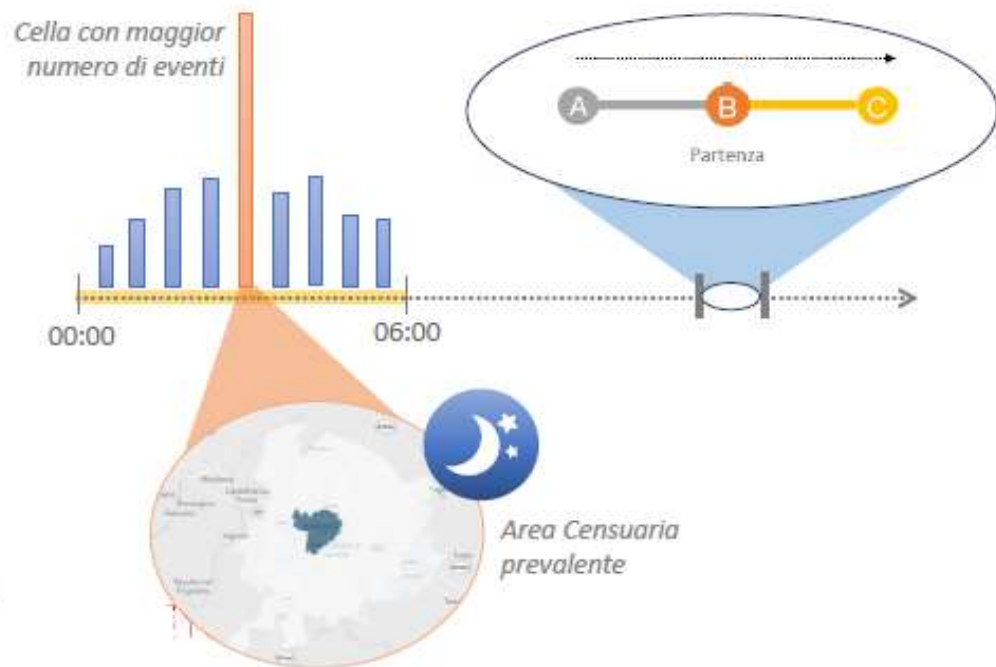 Cella con maggior
numero di eventi
A B C
Partenza
00:00
06:00
Area Censuaria
prevalente